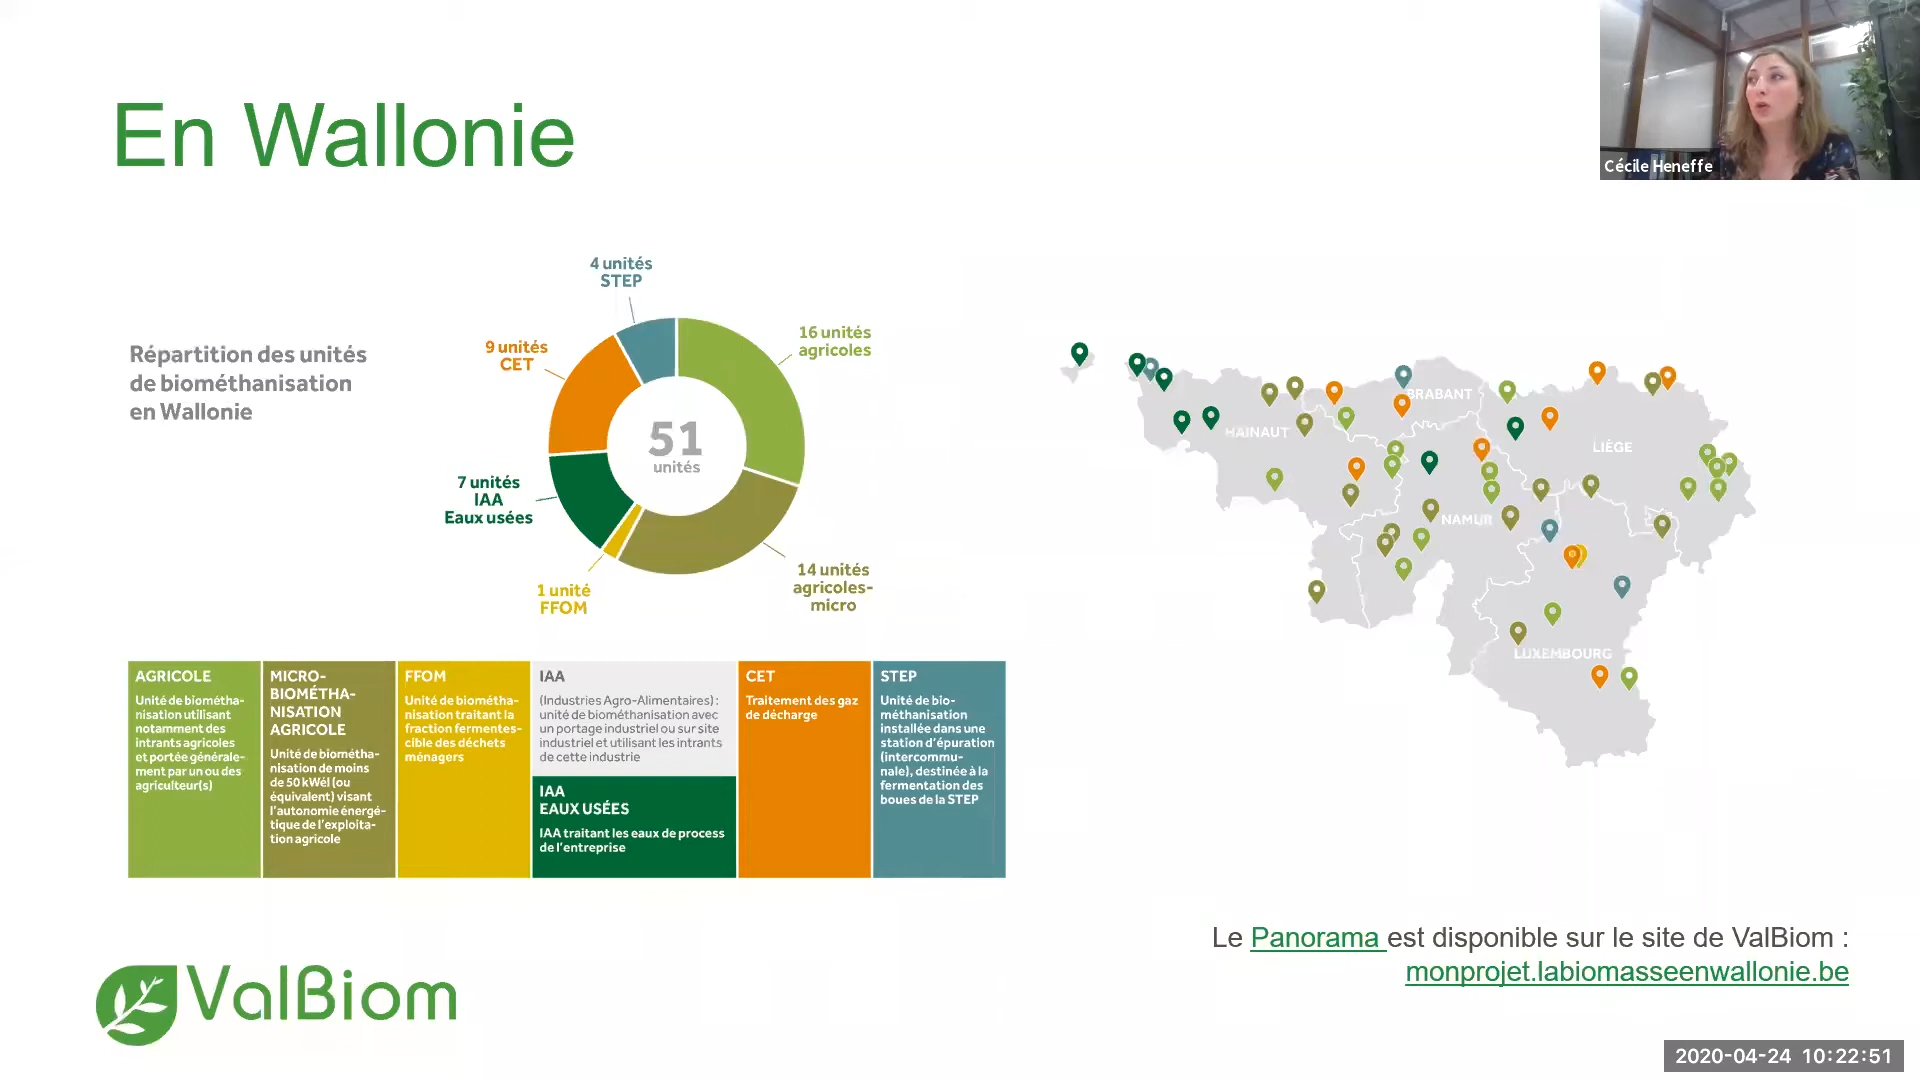 En Wallonie
Cécile Heneffe
Répartition des unités
de biométhanisation
en Wallonie
4 unités
STEP
9 unités
CET
16 unités
agricoles
51
unités
7 unités
IAA
Eaux usées
1 unité
FFOM
14 unités
agricoles-
micro
BRABANT
HAINAUT
LIÈGE
NAMUR
LUXEMBOURG
AGRICOLE
Unité de biométha-
nisation utilisant
notamment des
intrants agricoles
et portée générale-
ment par un ou des
agriculteur(s)
MICRO-
BIOMÉTHA-
NISATION
AGRICOLE
Unité de biométha-
nisation de moins
de 50 kWél (ou
équivalent) visant
l'autonomie énergé-
tique de l'exploita-
tion agricole
FFOM
Unité de biométha-
nisation traitant la
fraction fermentes-
cible des déchets
ménagers
IAA
(Industries Agro-Alimentaires) :
unité de biométhanisation avec
un portage industriel ou sur site
industriel et utilisant les intrants
de cette industrie
IAA
EAUX USÉES
IAA traitant les eaux de process
de l'entreprise
CET
Traitement des gaz
de décharge
STEP
Unité de bio-
méthanisation
installée dans une
station d'épuration
(intercommu-
nale), destinée à la
fermentation des
boues de la STEP
Le Panorama est disponible sur le site de ValBiom :
monprojet.labiomasseenwallonie.be
ValBiom
2020-04-24 10:22:51